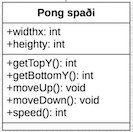 Pong spaði
+widthx: int
+heighty: int
+getTopY(): int
+getBottomY(): int
+moveUp(): void
+moveDown(): void
+speed(): int